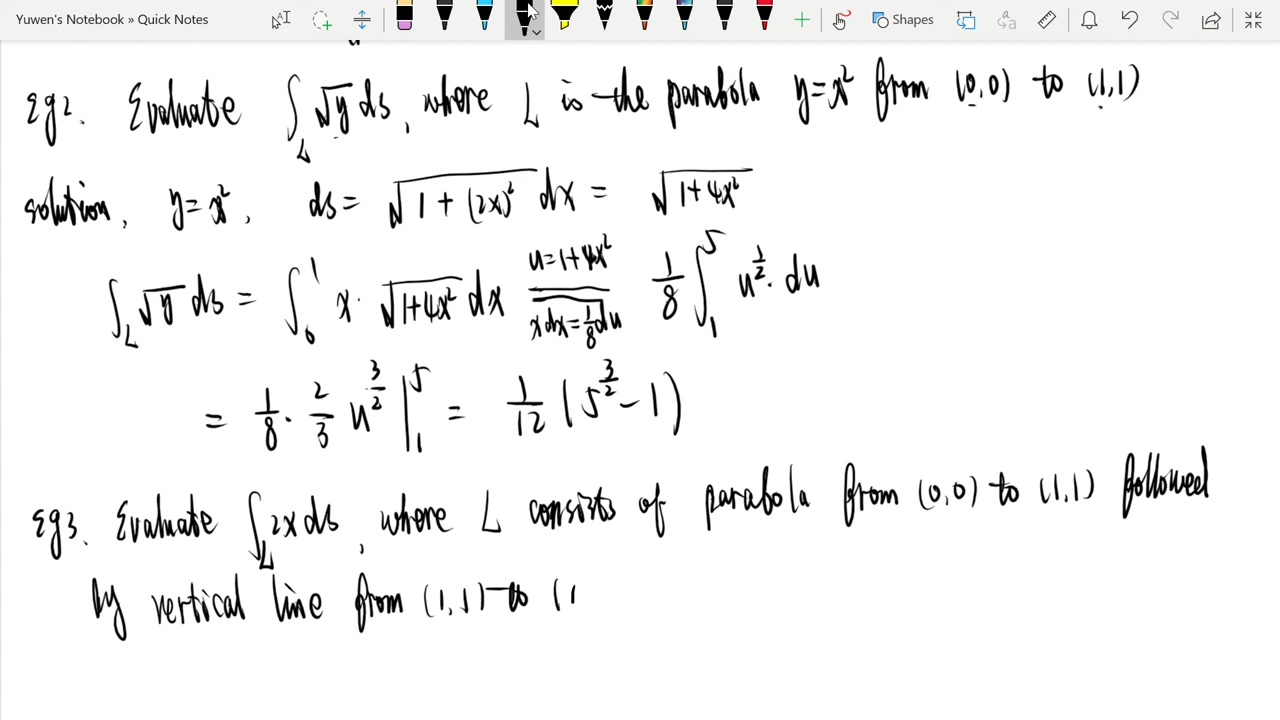 Yuwen's Notebook » Quick Notes
Shapes
Eg2. Evaluate ∫_L √y ds, where L is the parabola y=x² from (0,0) to (1,1)
solution, y=x², ds = √(1+(2x)²) dx = √(1+4x²)
∫_L √y ds = ∫_0^1 x·√(1+4x²) dx u=1+4x² xdx=1/8 du 1/8 ∫_1^5 u^(1/2)· du
= 1/8 · 2/3 u^(3/2) |_1^5 = 1/12 (5^(3/2) - 1)
Eg3. Evaluate ∫_L 2x ds, where L consists of parabola from (0,0) to (1,1) followed
by vertical line from (1,1) to (1